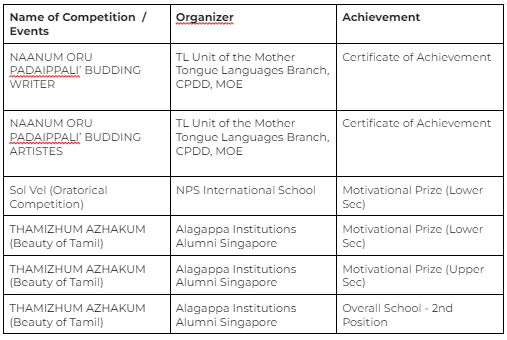 Name of Competition / Events
Organizer
Achievement
NAANUM ORU
PADAIPPALI' BUDDING
WRITER
TL Unit of the Mother
Tongue Languages Branch,
CPDD, MOE
Certificate of Achievement
NAANUM ORU
PADAIPPALI' BUDDING
ARTISTES
TL Unit of the Mother
Tongue Languages Branch,
CPDD, MOE
Certificate of Achievement
Sol Vel (Oratorical
Competition)
NPS International School
Motivational Prize (Lower
Sec)
THAMIZHUM AZHAKUM
(Beauty of Tamil)
Alagappa Institutions
Alumni Singapore
Motivational Prize (Lower
Sec)
THAMIZHUM AZHAKUM
(Beauty of Tamil)
Alagappa Institutions
Alumni Singapore
Motivational Prize (Upper
Sec)
THAMIZHUM AZHAKUM
(Beauty of Tamil)
Alagappa Institutions
Alumni Singapore
Overall School - 2nd
Position